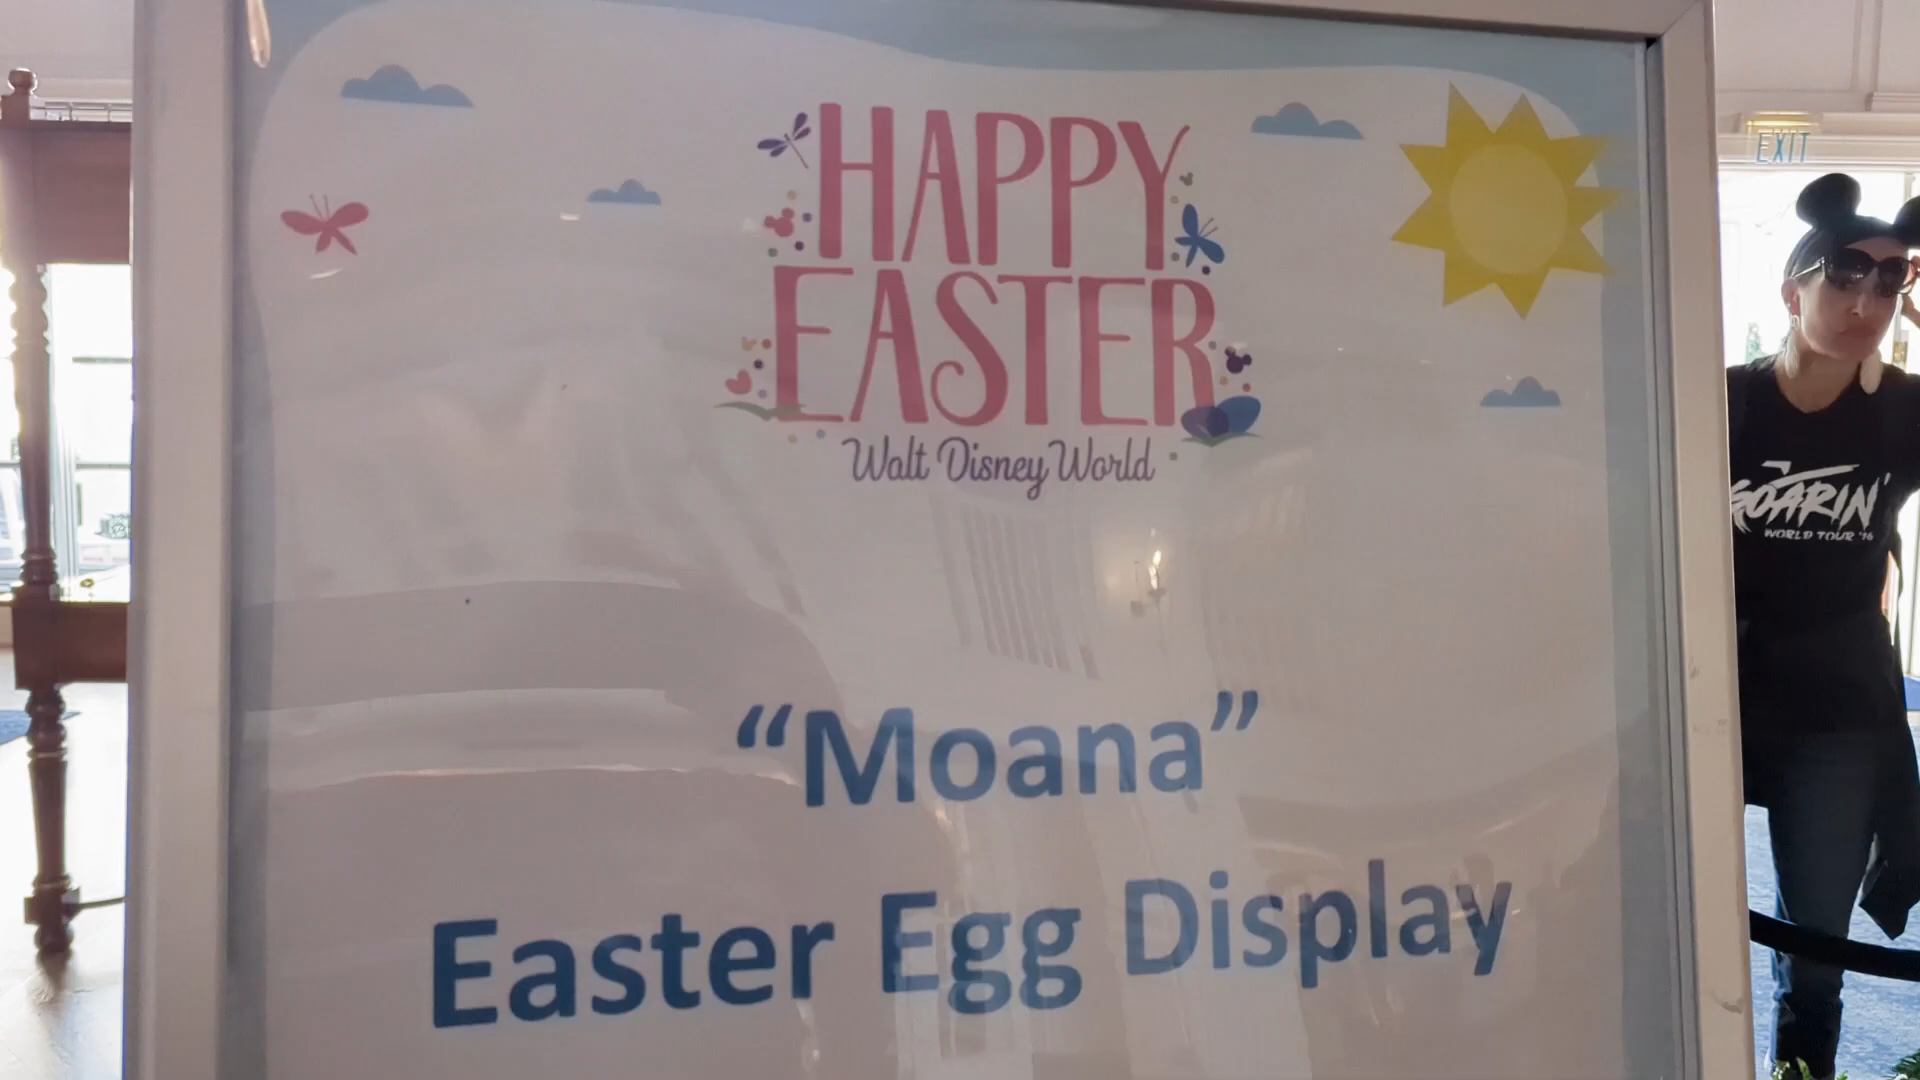 HAPPY
EASTER
Walt Disney World
"Moana"
Easter Egg Display
EXIT
SOARIN'
WORLD TOUR '16